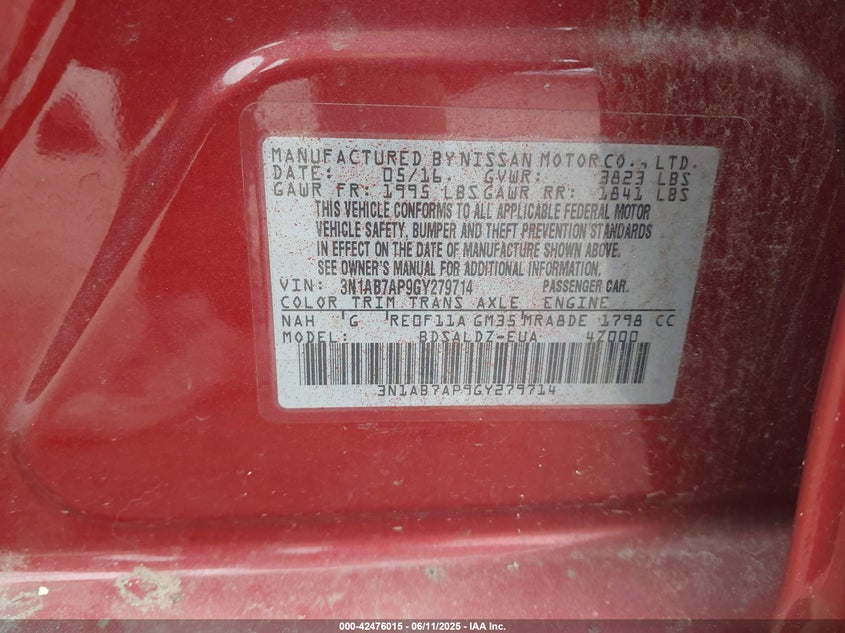 MANUFACTURED BY NISSAN MOTOR CO., LTD.
DATE: 05/16 GVWR: 3823 LBS
GAWR FR: 1995 LBS GAWR RR: 1841 LBS
THIS VEHICLE CONFORMS TO ALL APPLICABLE FEDERAL MOTOR
VEHICLE SAFETY, BUMPER AND THEFT PREVENTION STANDARDS
IN EFFECT ON THE DATE OF MANUFACTURE SHOWN ABOVE.
SEE OWNER'S MANUAL FOR ADDITIONAL INFORMATION.
VIN: 3N1AB7AP9GY279714 PASSENGER CAR.
COLOR TRIM TRANS AXLE ENGINE
NAH G RE0F11A GM35 MRA8DE 1798 CC
MODEL: BDSALDZ-EUA 4Z000
3N1AB7AP9GY279714
000-42476015 - 06/11/2025 - IAA Inc.